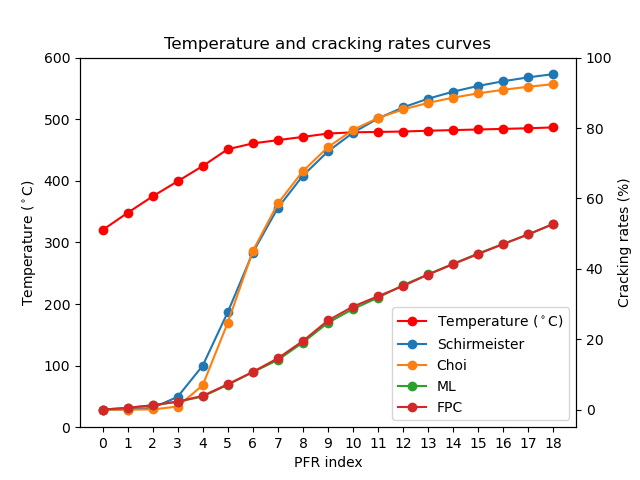 Temperature and cracking rates curves
600
500
400
300
200
100
0
Temperature (°C)
100
80
60
40
20
0
Cracking rates (%)
Temperature (°C)
Schirmeister
Choi
ML
FPC
0 1 2 3 4 5 6 7 8 9 10 11 12 13 14 15 16 17 18
PFR index